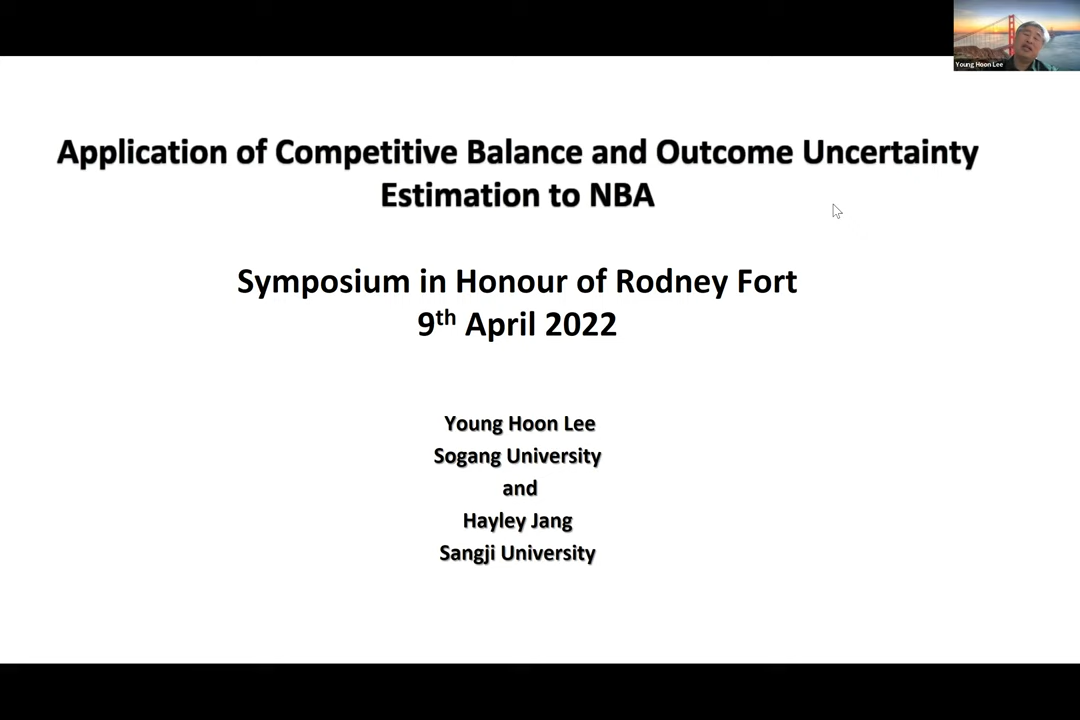 Young Hoon Lee
Application of Competitive Balance and Outcome Uncertainty
Estimation to NBA
Symposium in Honour of Rodney Fort
9th April 2022
Young Hoon Lee
Sogang University
and
Hayley Jang
Sangji University